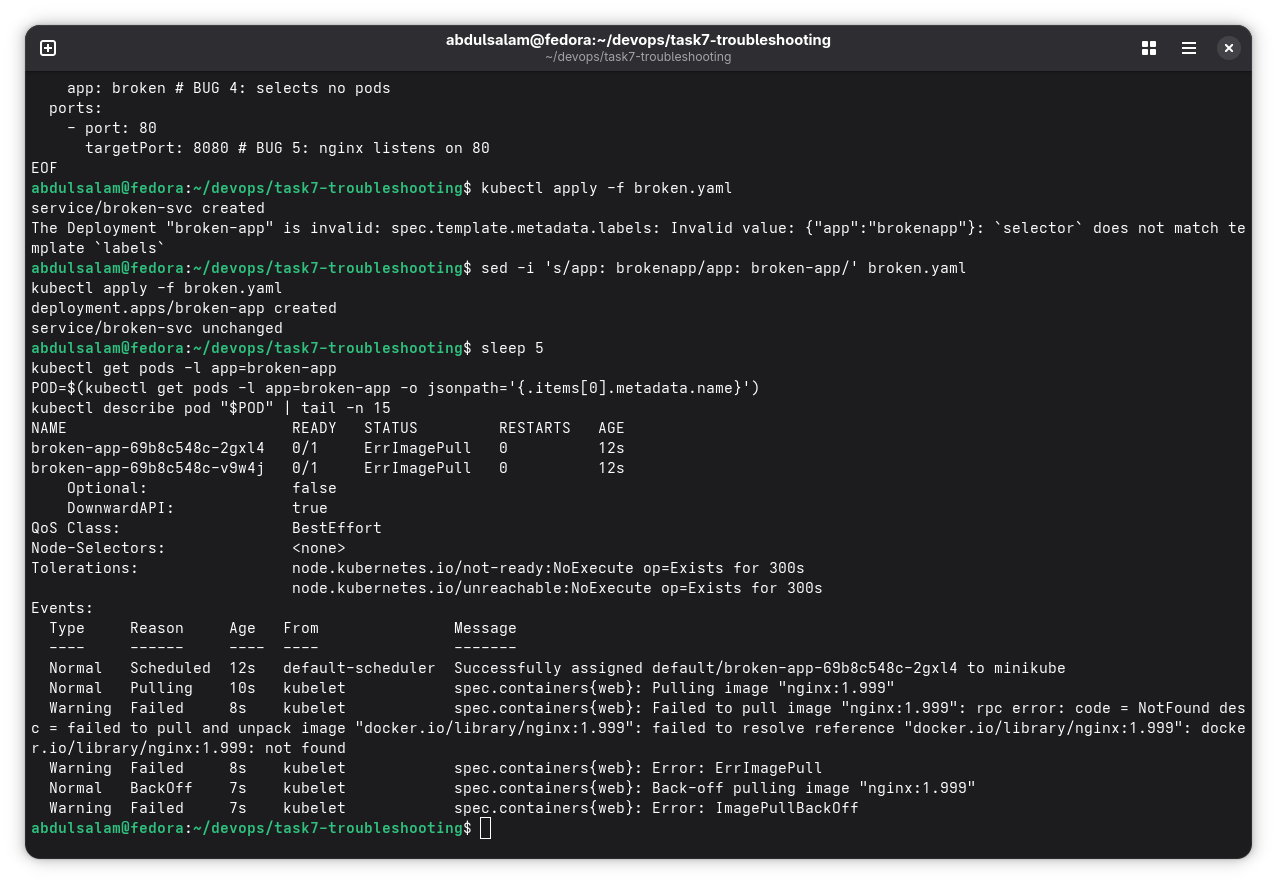 abdulsalam@fedora:~/devops/task7-troubleshooting
~/devops/task7-troubleshooting
    app: broken # BUG 4: selects no pods
  ports:
    - port: 80
      targetPort: 8080 # BUG 5: nginx listens on 80
EOF
abdulsalam@fedora:~/devops/task7-troubleshooting$ kubectl apply -f broken.yaml
service/broken-svc created
The Deployment "broken-app" is invalid: spec.template.metadata.labels: Invalid value: {"app":"brokenapp"}: `selector` does not match te
mplate `labels`
abdulsalam@fedora:~/devops/task7-troubleshooting$ sed -i 's/app: brokenapp/app: broken-app/' broken.yaml
kubectl apply -f broken.yaml
deployment.apps/broken-app created
service/broken-svc unchanged
abdulsalam@fedora:~/devops/task7-troubleshooting$ sleep 5
kubectl get pods -l app=broken-app
POD=$(kubectl get pods -l app=broken-app -o jsonpath='{.items[0].metadata.name}')
kubectl describe pod "$POD" | tail -n 15
NAME                         READY   STATUS         RESTARTS   AGE
broken-app-69b8c548c-2gxl4   0/1     ErrImagePull   0          12s
broken-app-69b8c548c-v9w4j   0/1     ErrImagePull   0          12s
    Optional:                false
    DownwardAPI:             true
QoS Class:                   BestEffort
Node-Selectors:              <none>
Tolerations:                 node.kubernetes.io/not-ready:NoExecute op=Exists for 300s
                             node.kubernetes.io/unreachable:NoExecute op=Exists for 300s
Events:
  Type     Reason     Age   From               Message
  ----     ------     ----  ----               -------
  Normal   Scheduled  12s   default-scheduler  Successfully assigned default/broken-app-69b8c548c-2gxl4 to minikube
  Normal   Pulling    10s   kubelet            spec.containers{web}: Pulling image "nginx:1.999"
  Warning  Failed     8s    kubelet            spec.containers{web}: Failed to pull image "nginx:1.999": rpc error: code = NotFound des
c = failed to pull and unpack image "docker.io/library/nginx:1.999": failed to resolve reference "docker.io/library/nginx:1.999": docke
r.io/library/nginx:1.999: not found
  Warning  Failed     8s    kubelet            spec.containers{web}: Error: ErrImagePull
  Normal   BackOff    7s    kubelet            spec.containers{web}: Back-off pulling image "nginx:1.999"
  Warning  Failed     7s    kubelet            spec.containers{web}: Error: ImagePullBackOff
abdulsalam@fedora:~/devops/task7-troubleshooting$